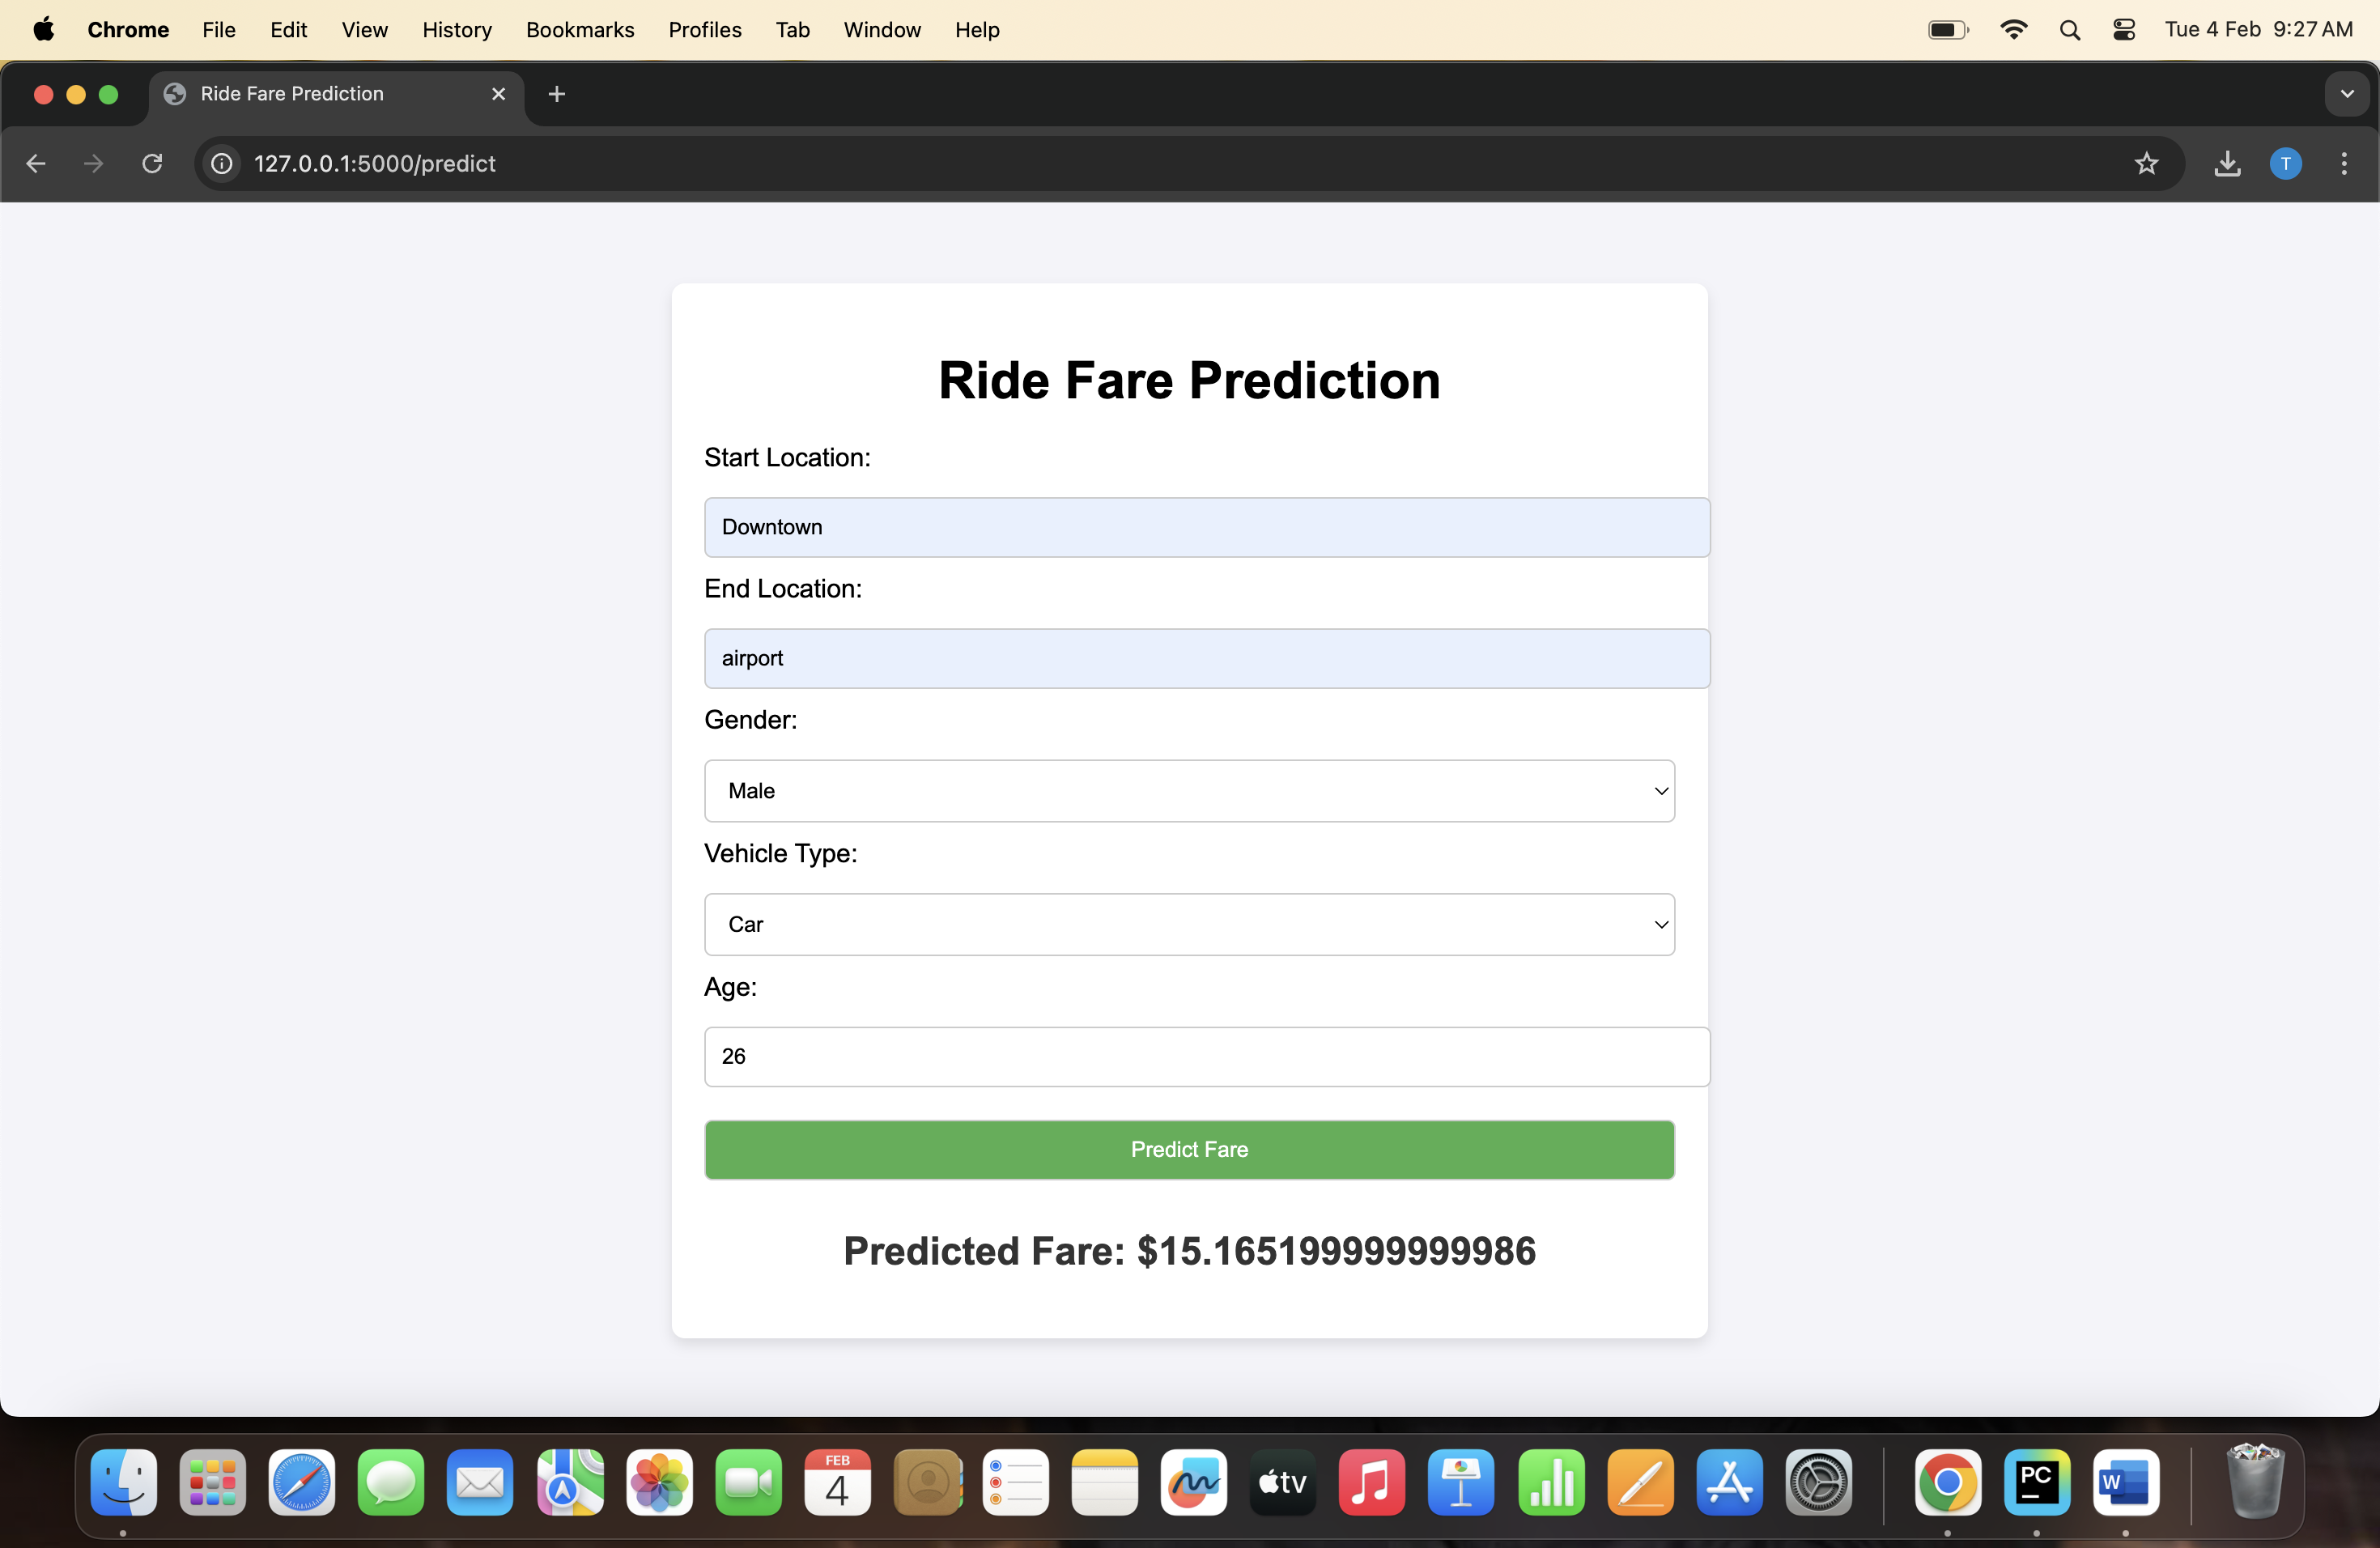 Chrome File Edit View History Bookmarks Profiles Tab Window Help Tue 4 Feb 9:27 AM
Ride Fare Prediction
127.0.0.1:5000/predict
T
Ride Fare Prediction
Start Location:
Downtown
End Location:
airport
Gender:
Male
Vehicle Type:
Car
Age:
26
Predict Fare
Predicted Fare: $15.165199999999986
FEB
4
tv
PC
W